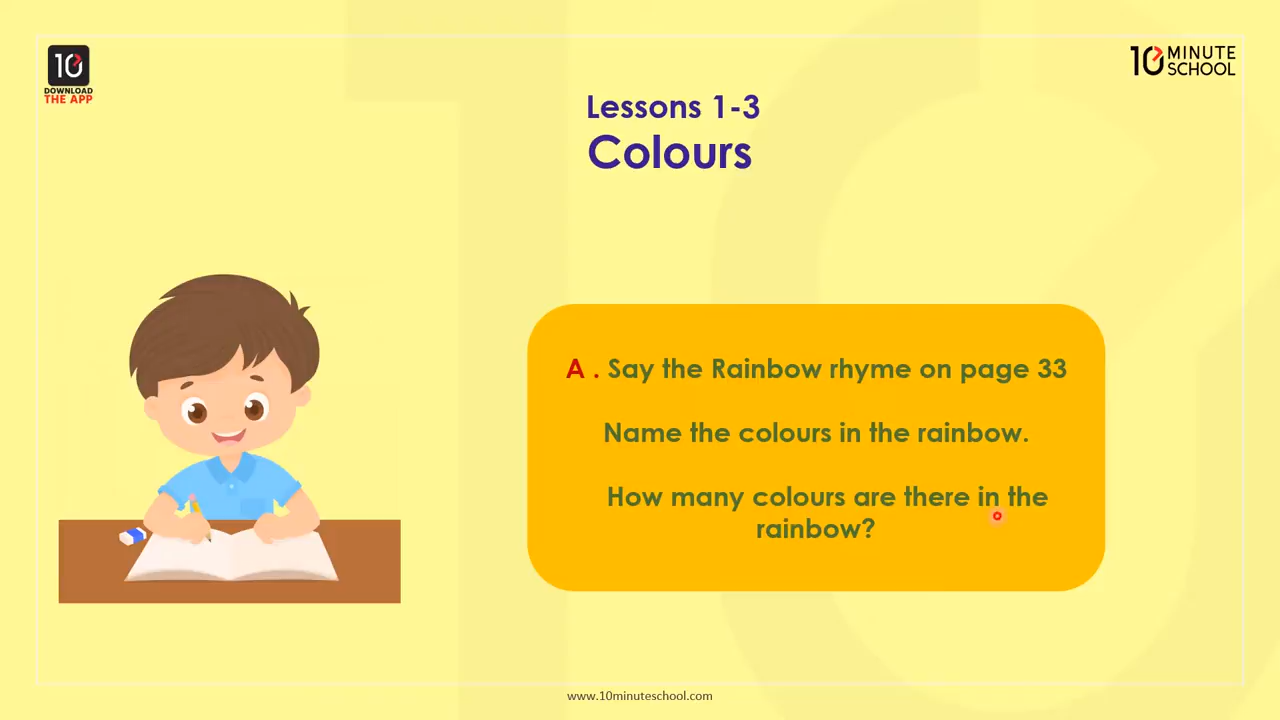 10
DOWNLOAD
THE APP
10 MINUTE
SCHOOL
Lessons 1-3
Colours
A . Say the Rainbow rhyme on page 33
Name the colours in the rainbow.
How many colours are there in the
rainbow?
www.10minuteschool.com